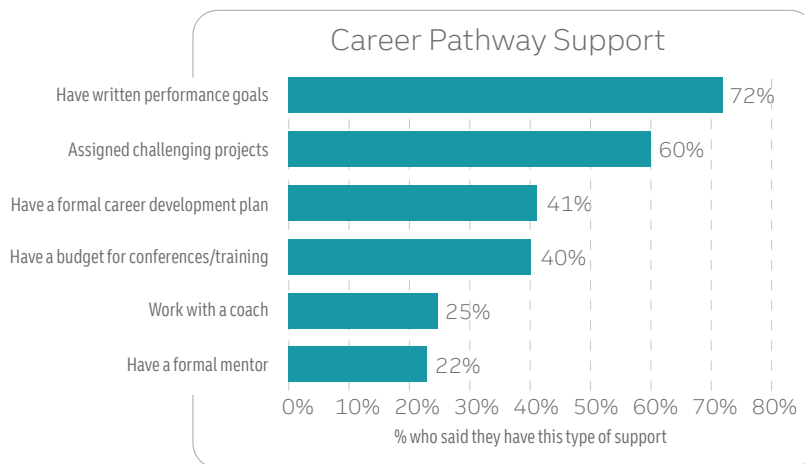 Career Pathway Support
Have written performance goals
72%
Assigned challenging projects
60%
Have a formal career development plan
41%
Have a budget for conferences/training
40%
Work with a coach
25%
Have a formal mentor
22%
0% 10% 20% 30% 40% 50% 60% 70% 80%
% who said they have this type of support